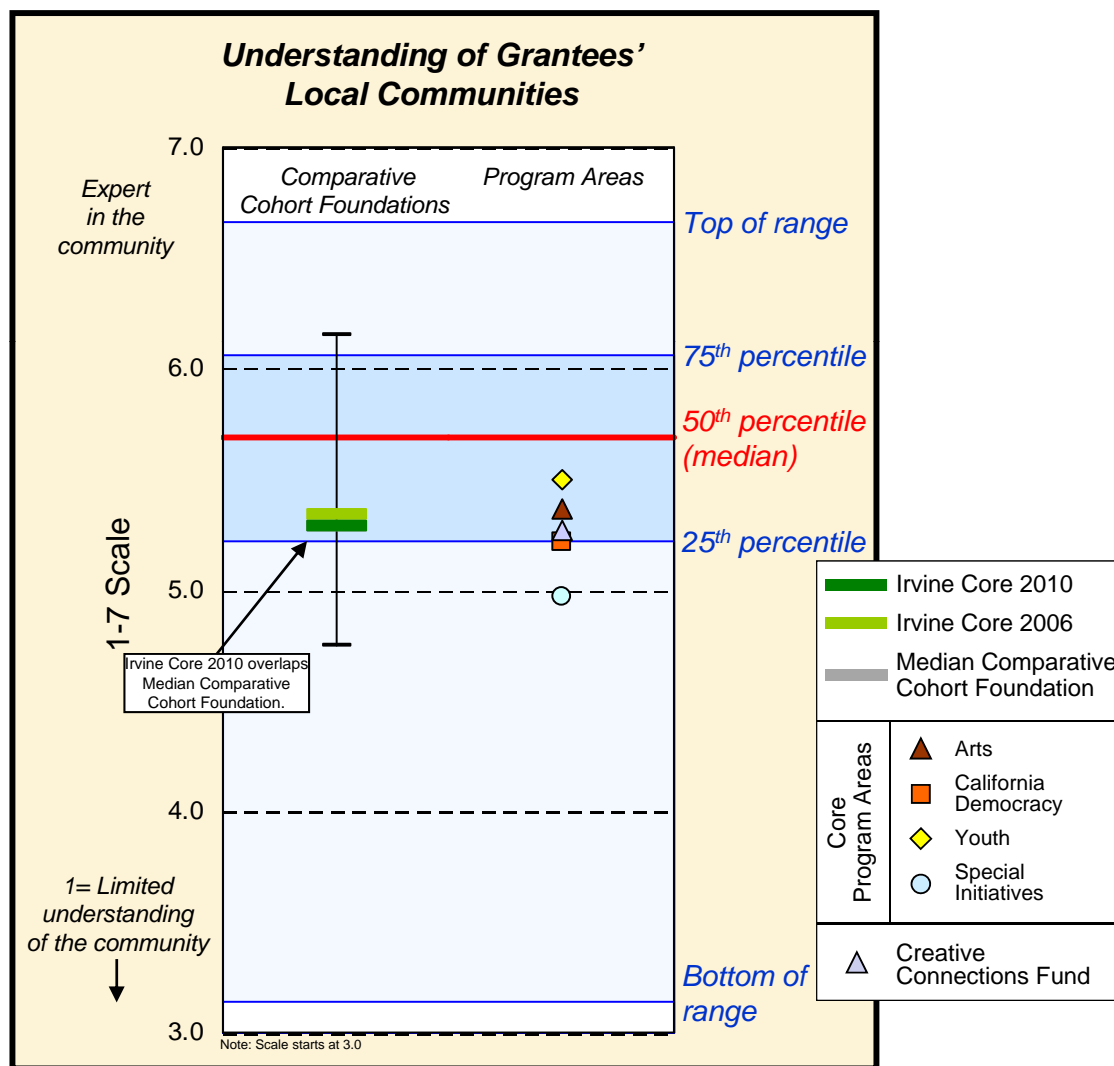 Understanding of Grantees’
Local Communities
7.0
Comparative
Cohort Foundations
Program Areas
Expert
in the
community
Top of range
6.0
75th percentile
50th percentile
(median)
25th percentile
1-7 Scale
5.0
Irvine Core 2010 overlaps
Median Comparative
Cohort Foundation.
4.0
1= Limited
understanding
of the community
Bottom of
range
3.0
Note: Scale starts at 3.0
Irvine Core 2010
Irvine Core 2006
Median Comparative
Cohort Foundation
Core
Program Areas
Arts
California
Democracy
Youth
Special
Initiatives
Creative
Connections Fund